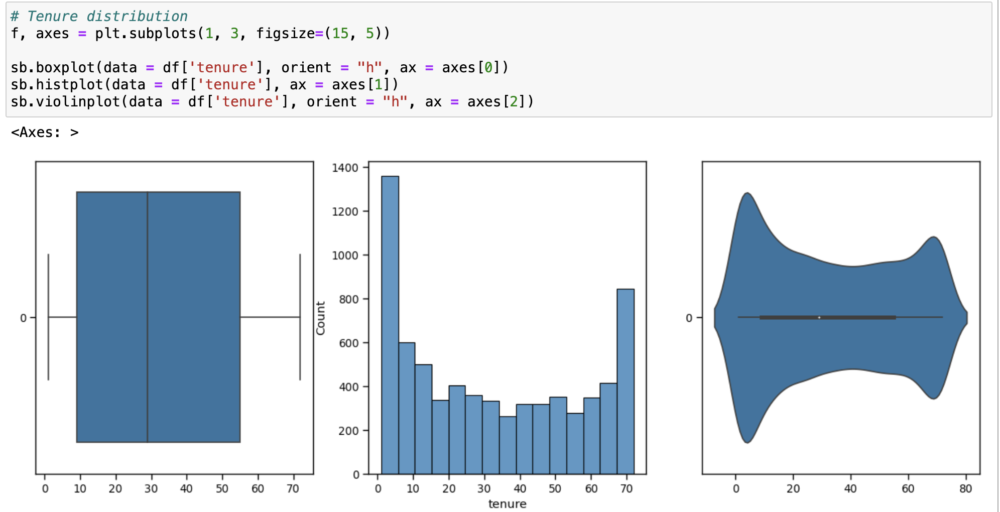 # Tenure distribution
f, axes = plt.subplots(1, 3, figsize=(15, 5))
sb.boxplot(data = df['tenure'], orient = "h", ax = axes[0])
sb.histplot(data = df['tenure'], ax = axes[1])
sb.violinplot(data = df['tenure'], orient = "h", ax = axes[2])
<Axes: >
0
0 10 20 30 40 50 60 70
1400
1200
1000
800
600
400
200
0
Count
0 10 20 30 40 50 60 70
tenure
0
0 20 40 60 80